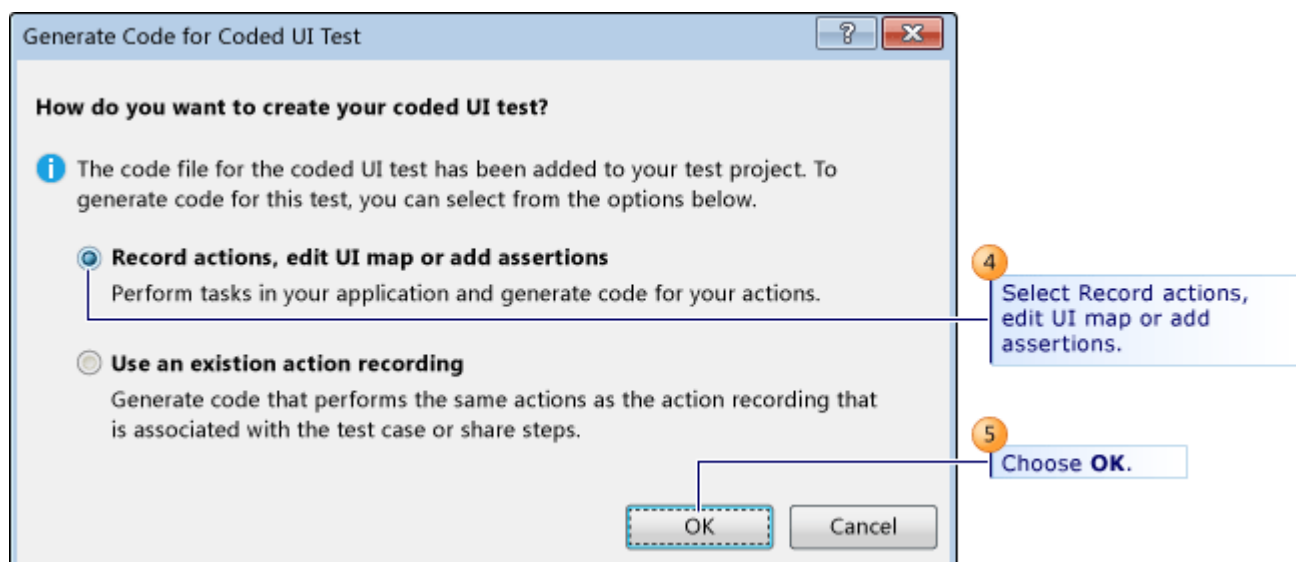 Generate Code for Coded UI Test
?
How do you want to create your coded UI test?
i
The code file for the coded UI test has been added to your test project. To
generate code for this test, you can select from the options below.
Record actions, edit UI map or add assertions
Perform tasks in your application and generate code for your actions.
4
Select Record actions,
edit UI map or add
assertions.
Use an existion action recording
Generate code that performs the same actions as the action recording that
is associated with the test case or share steps.
5
Choose OK.
OK
Cancel